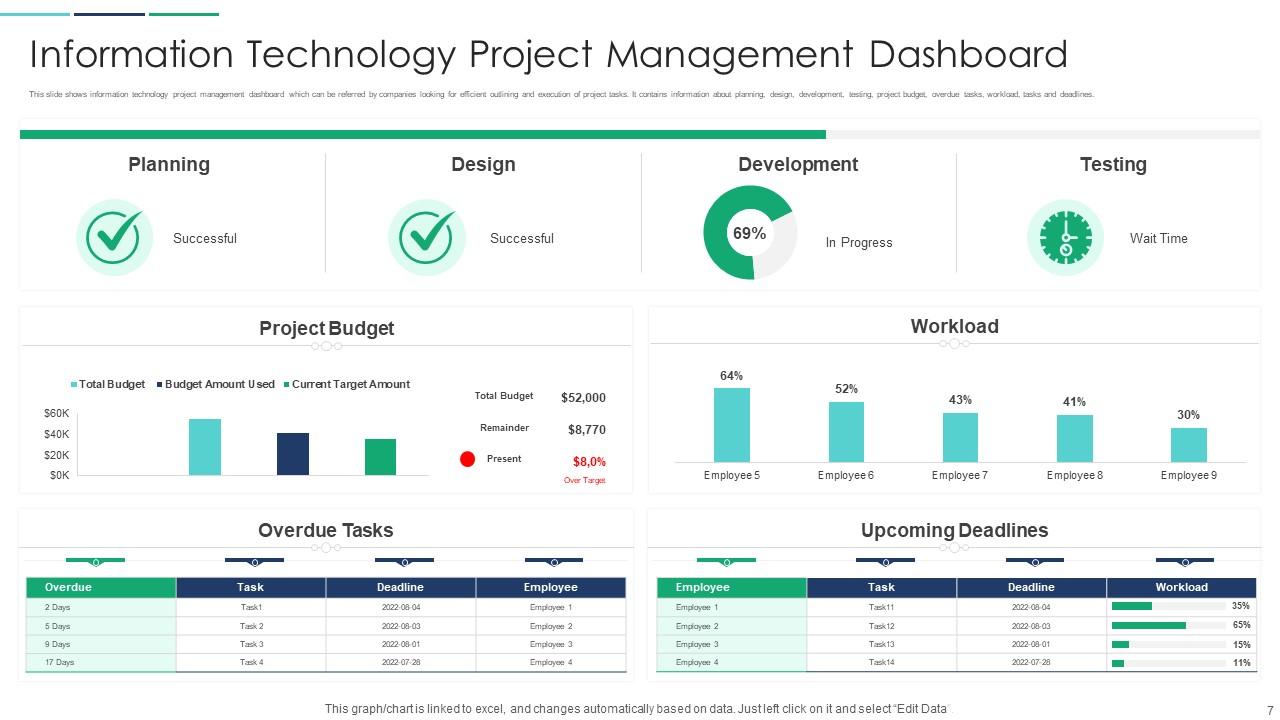 Information Technology Project Management Dashboard
This slide shows information technology project management dashboard which can be referred by companies looking for efficient outlining and execution of project tasks. It contains information about planning, design, development, testing, project budget, overdue tasks, workload, tasks and deadlines.
Planning
Successful
Design
Successful
Development
69%
In Progress
Testing
Wait Time
Project Budget
Total Budget Budget Amount Used Current Target Amount
$60K
$40K
$20K
$0K
Total Budget $52,000
Remainder $8,770
Present $8,0%
Over Target
Workload
64% 52% 43% 41% 30%
Employee 5 Employee 6 Employee 7 Employee 8 Employee 9
Overdue Tasks
Overdue Task Deadline Employee
2 Days Task1 2022-08-04 Employee 1
5 Days Task 2 2022-08-03 Employee 2
9 Days Task 3 2022-08-01 Employee 3
17 Days Task 4 2022-07-28 Employee 4
Upcoming Deadlines
Employee Task Deadline Workload
Employee 1 Task11 2022-08-04 35%
Employee 2 Task12 2022-08-03 65%
Employee 3 Task13 2022-08-01 15%
Employee 4 Task14 2022-07-28 11%
This graph/chart is linked to excel, and changes automatically based on data. Just left click on it and select “Edit Data”.
7